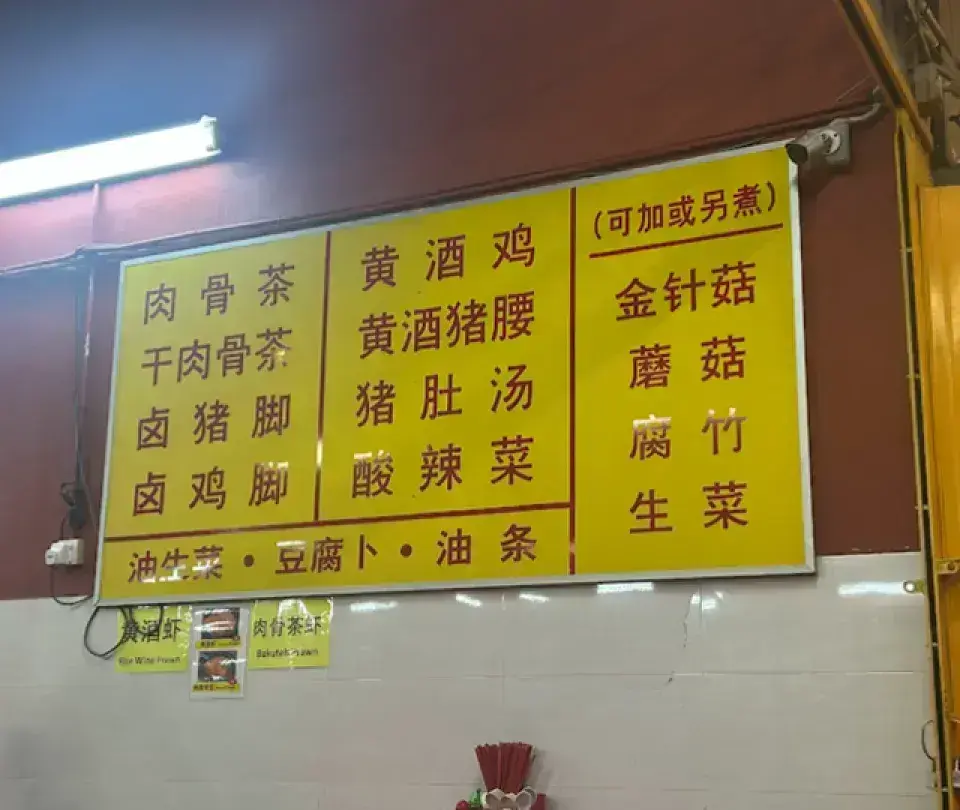 肉骨茶
干肉骨茶
卤猪脚
卤鸡脚
黄酒鸡
黄酒猪腰
猪肚汤
酸辣菜
(可加或另煮)
金针菇
蘑菇
腐竹
生菜
油生菜·豆腐卜·油条
黄酒虾
Rice Wine Prawn
肉骨茶虾
Bakuteh Prawn